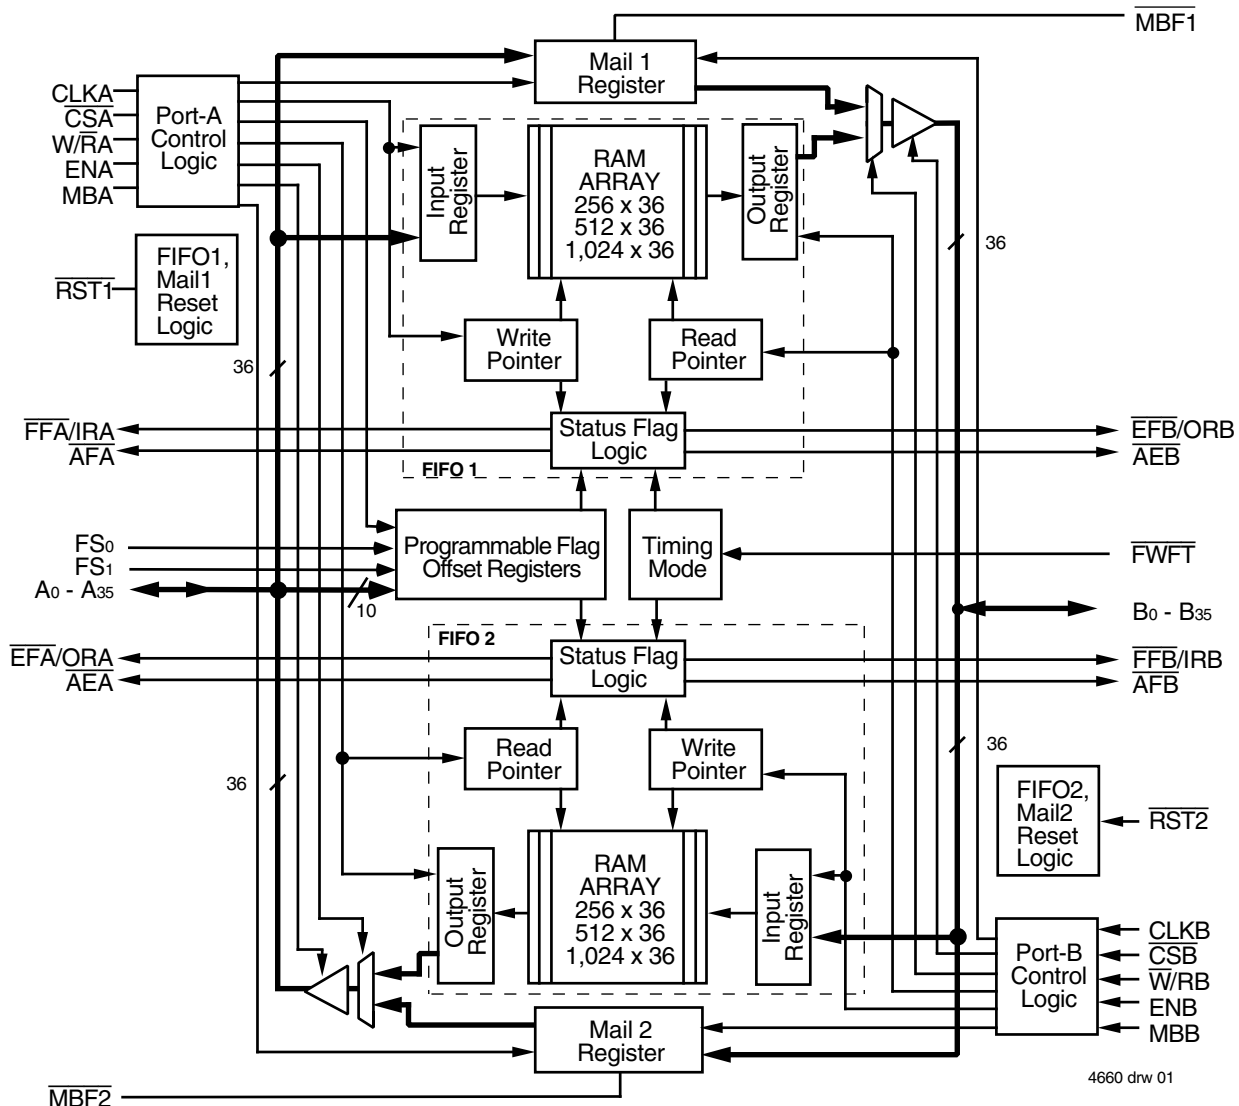 MBF1
Mail 1
Register
CLKA
CSA
W/RA
ENA
MBA
Port-A
Control
Logic
Input
Register
RAM
ARRAY
256 x 36
512 x 36
1,024 x 36
Output
Register
36
RST1
FIFO1,
Mail1
Reset
Logic
Write
Pointer
Read
Pointer
36
FFA/IRA
AFA
Status Flag
Logic
EFB/ORB
AEB
FIFO 1
FS0
FS1
A0 - A35
Programmable Flag
Offset Registers
10
Timing
Mode
FWFT
B0 - B35
FIFO 2
EFA/ORA
AEA
Status Flag
Logic
FFB/IRB
AFB
Read
Pointer
Write
Pointer
36
36
FIFO2,
Mail2
Reset
Logic
RST2
Output
Register
RAM
ARRAY
256 x 36
512 x 36
1,024 x 36
Input
Register
Port-B
Control
Logic
CLKB
CSB
W/RB
ENB
MBB
Mail 2
Register
MBF2
4660 drw 01